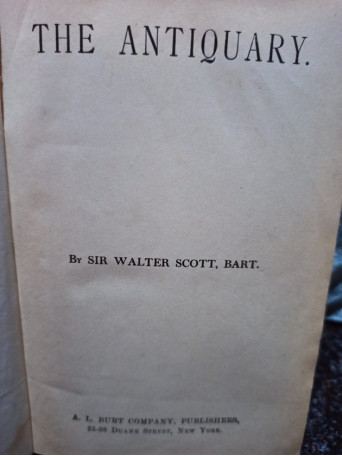 THE ANTIQUARY.
By SIR WALTER SCOTT, BART.
A. L. BURT COMPANY, PUBLISHERS,
52-58 Duane Street, New York.